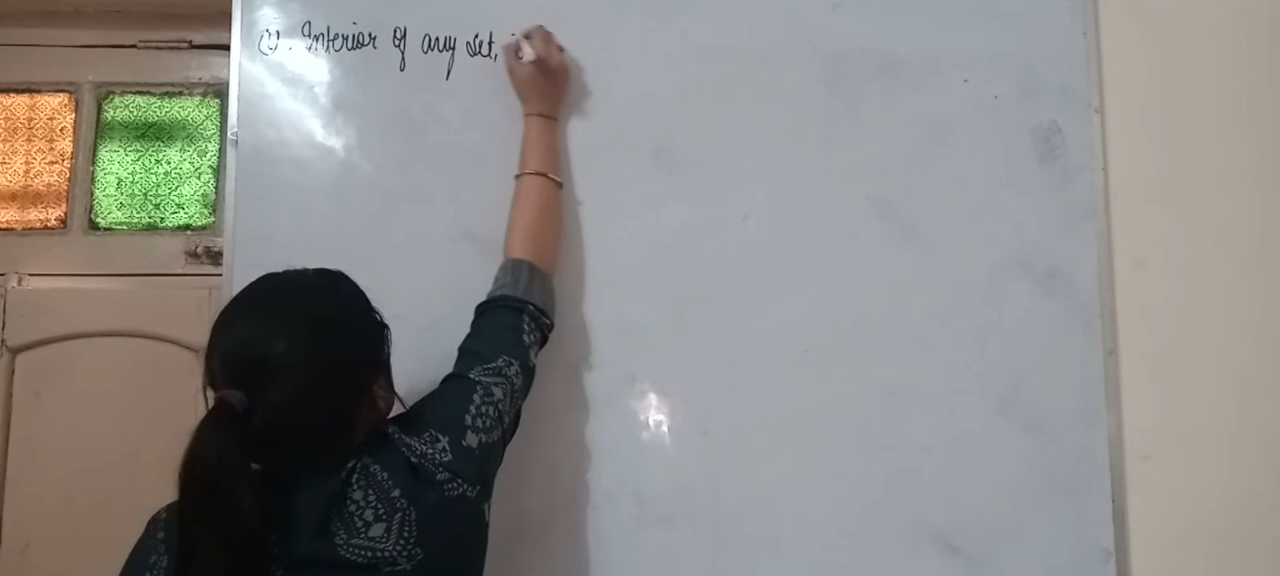 (v). Interior of any set, i